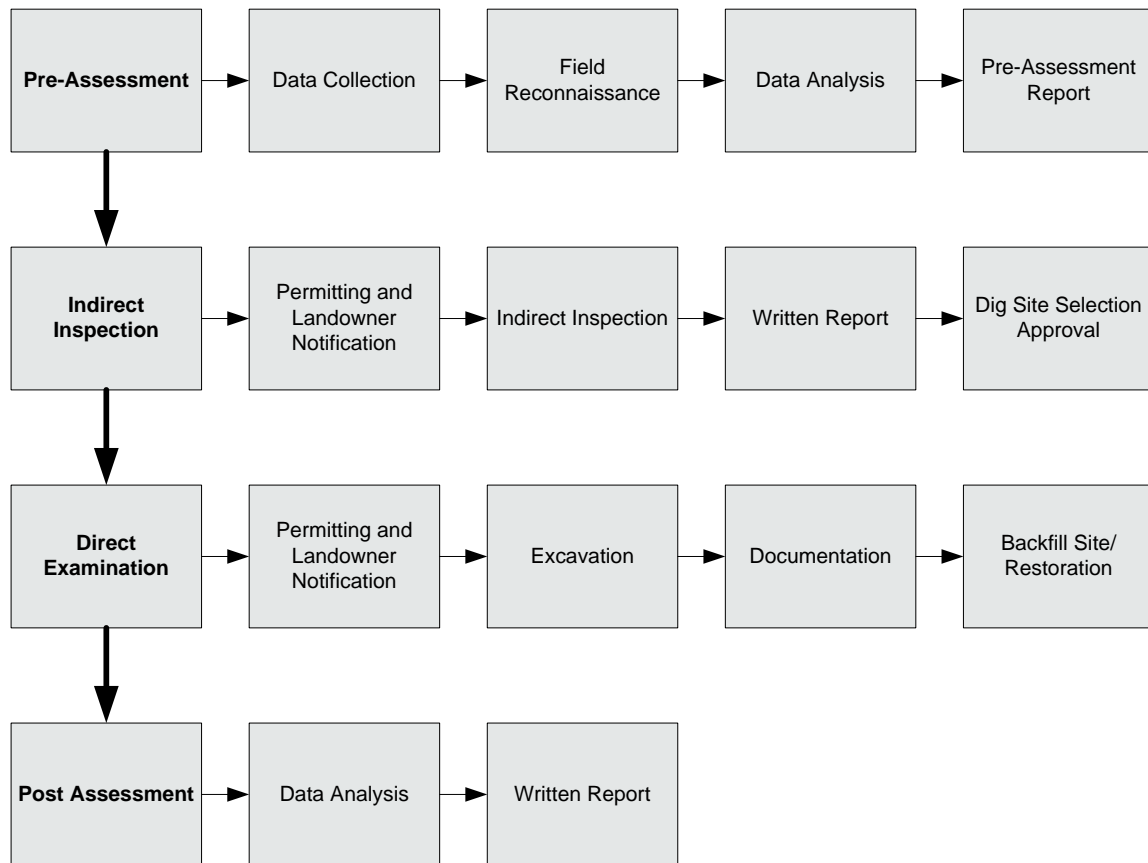 Pre-Assessment
Data Collection
Field
Reconnaissance
Data Analysis
Pre-Assessment
Report
Indirect
Inspection
Permitting and
Landowner
Notification
Indirect Inspection
Written Report
Dig Site Selection
Approval
Direct
Examination
Permitting and
Landowner
Notification
Excavation
Documentation
Backfill Site/
Restoration
Post Assessment
Data Analysis
Written Report